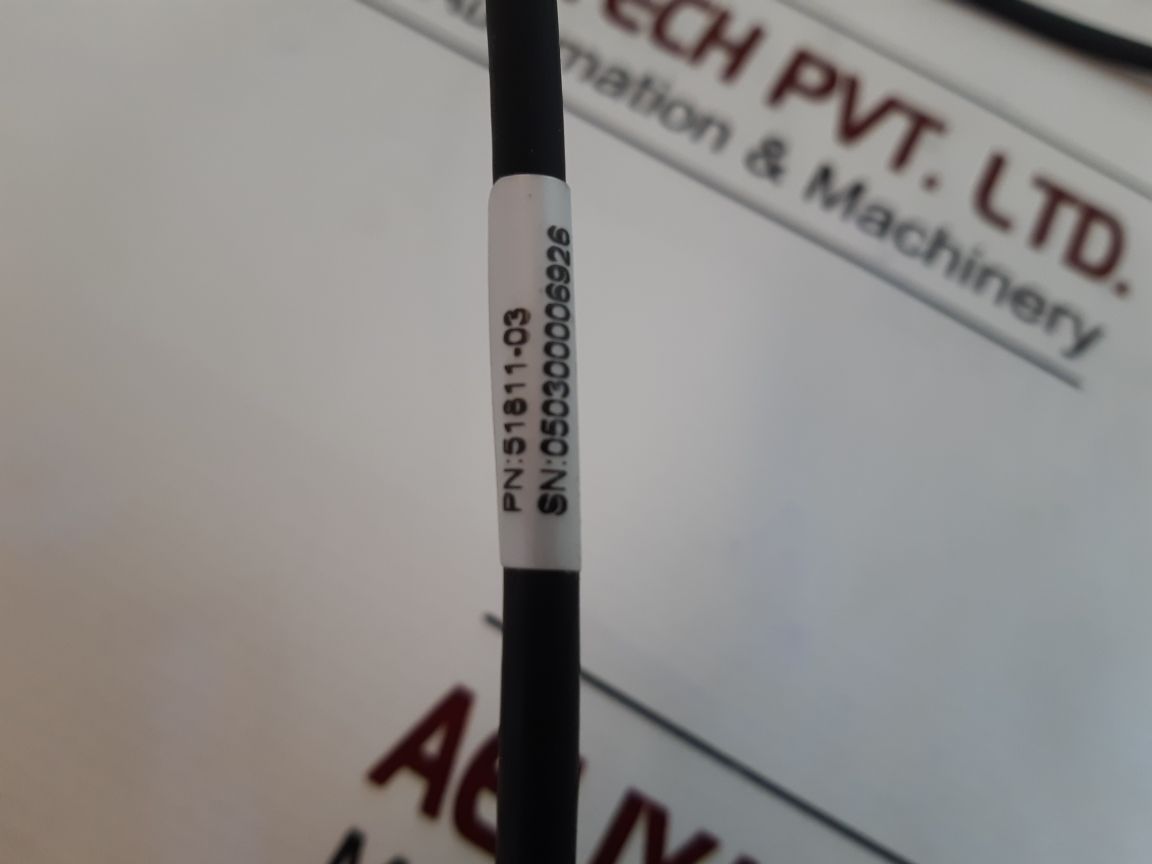 ECH PVT. LTD.
mation & Machinery
PN:51811-03
SN:0503000006926